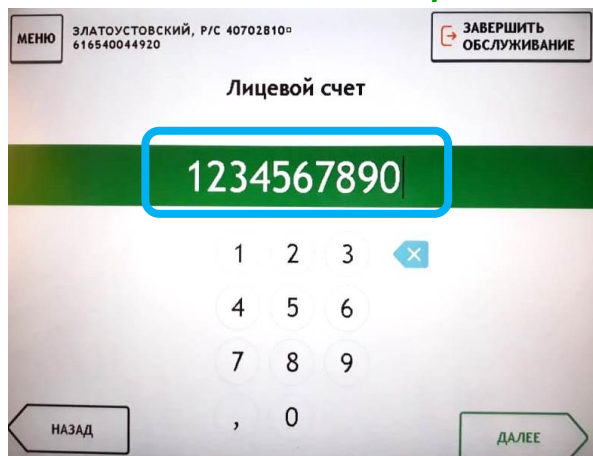 МЕНЮ
ЗЛАТОУСТОВСКИЙ, Р/С 40702810¤
616540044920
ЗАВЕРШИТЬ
ОБСЛУЖИВАНИЕ
Лицевой счет
1234567890
1 2 3
4 5 6
7 8 9
, 0
НАЗАД
ДАЛЕЕ